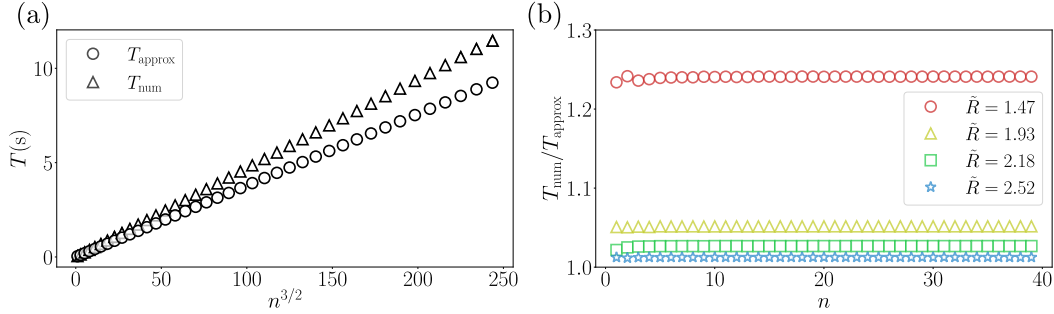 (a)
T(s)
10
5
0
T_approx
T_num
0 50 100 150 200 250
n^{3/2}
(b)
T_num/T_approx
1.3
1.2
1.1
1.0
R̃ = 1.47
R̃ = 1.93
R̃ = 2.18
R̃ = 2.52
0 10 20 30 40
n